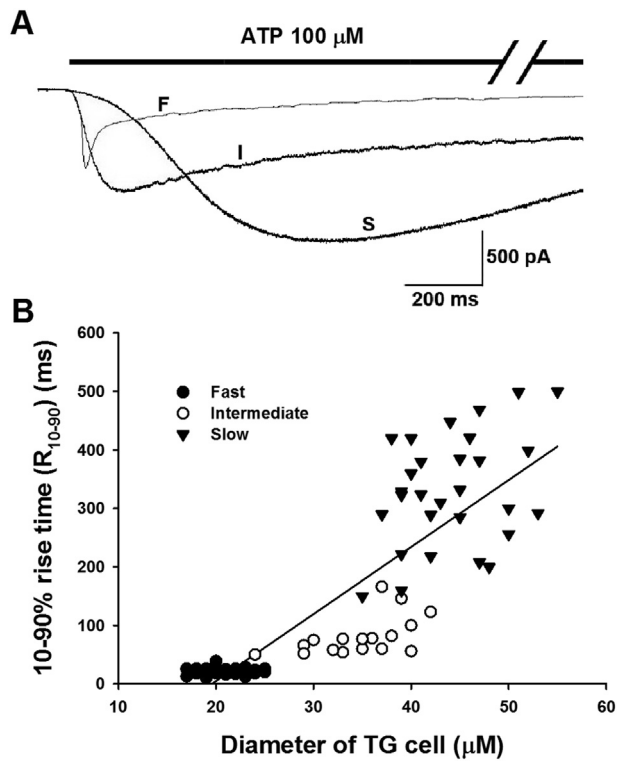 A
ATP 100 μM
F
I
S
500 pA
200 ms
B
10-90% rise time (R10-90) (ms)
600
500
400
300
200
100
0
Fast
Intermediate
Slow
10
20
30
40
50
60
Diameter of TG cell (μM)